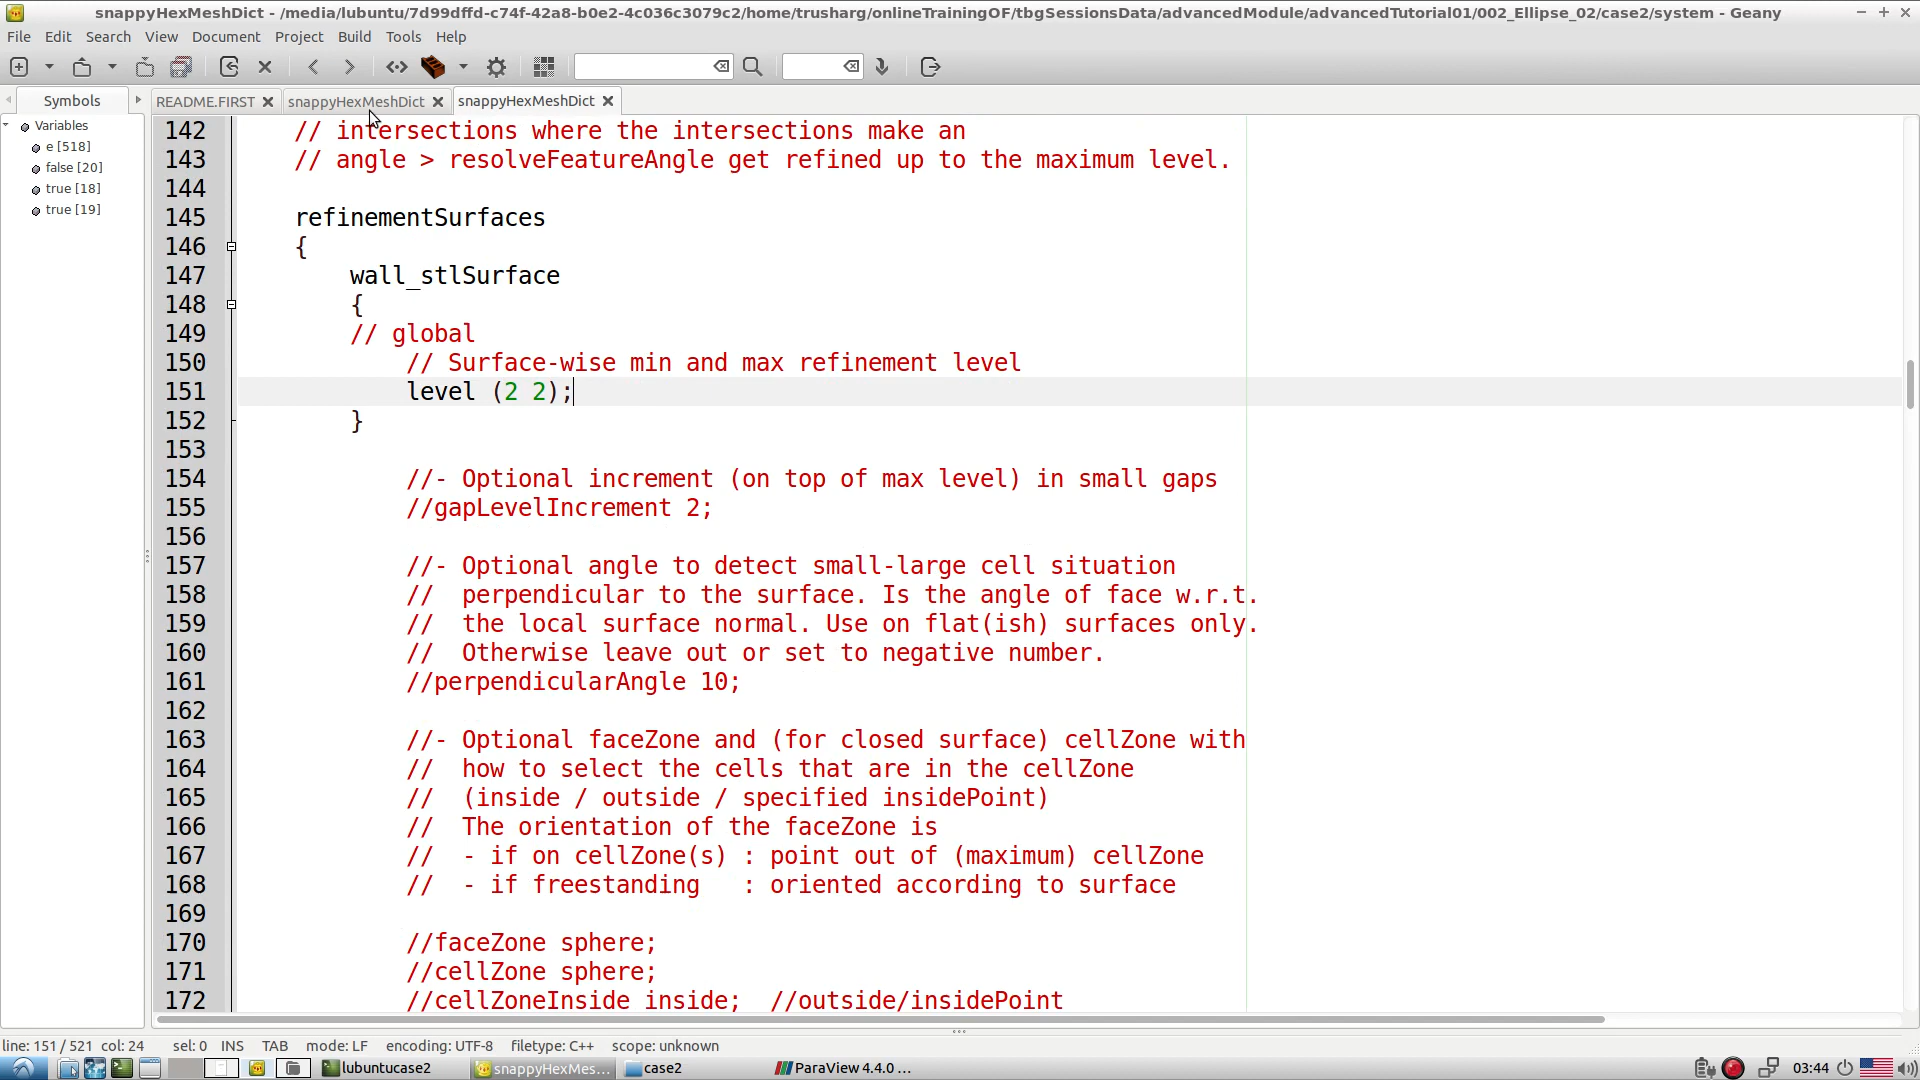 snappyHexMeshDict - /media/lubuntu/7d99dffd-c74f-42a8-b0e2-4c036c3079c2/home/trusharg/onlineTrainingOF/tbgSessionsData/advancedModule/advancedTutorial01/002_Ellipse_02/case2/system - Geany
File Edit Search View Document Project Build Tools Help
Symbols README.FIRST snappyHexMeshDict snappyHexMeshDict
Variables
e [518]
false [20]
true [18]
true [19]
142 // intersections where the intersections make an
143 // angle > resolveFeatureAngle get refined up to the maximum level.
144
145 refinementSurfaces
146 {
147 wall_stlSurface
148 {
149 // global
150 // Surface-wise min and max refinement level
151 level (2 2);
152 }
153
154 //- Optional increment (on top of max level) in small gaps
155 //gapLevelIncrement 2;
156
157 //- Optional angle to detect small-large cell situation
158 // perpendicular to the surface. Is the angle of face w.r.t.
159 // the local surface normal. Use on flat(ish) surfaces only.
160 // Otherwise leave out or set to negative number.
161 //perpendicularAngle 10;
162
163 //- Optional faceZone and (for closed surface) cellZone with
164 // how to select the cells that are in the cellZone
165 // (inside / outside / specified insidePoint)
166 // The orientation of the faceZone is
167 // - if on cellZone(s) : point out of (maximum) cellZone
168 // - if freestanding : oriented according to surface
169
170 //faceZone sphere;
171 //cellZone sphere;
172 //cellZoneInside inside; //outside/insidePoint
line: 151 / 521 col: 24 sel: 0 INS TAB mode: LF encoding: UTF-8 filetype: C++ scope: unknown
lubuntucase2 snappyHexMes... case2 ParaView 4.4.0 ... 03:44